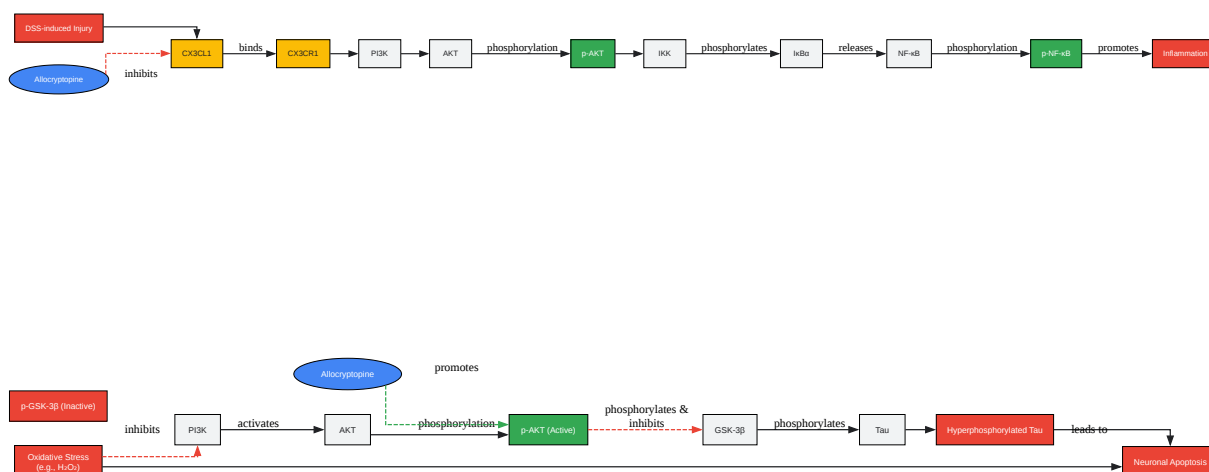 DSS-induced Injury
CX3CL1
binds
CX3CR1
PI3K
AKT
phosphorylation
p-AKT
IKK
phosphorylates
IκBα
releases
NF-κB
phosphorylation
p-NF-κB
promotes
Inflammation
Allocryptopine
inhibits
Allocryptopine
promotes
p-GSK-3β (Inactive)
inhibits
PI3K
activates
AKT
phosphorylation
p-AKT (Active)
phosphorylates &
inhibits
GSK-3β
phosphorylates
Tau
Hyperphosphorylated Tau
leads to
Oxidative Stress
(e.g., H₂O₂)
Neuronal Apoptosis